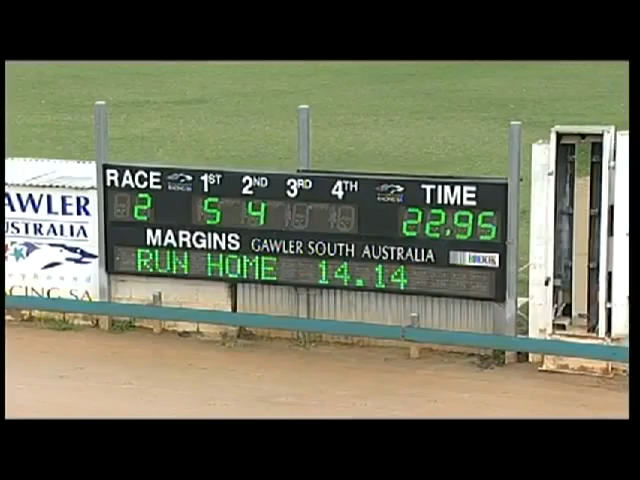 RACE 1ST 2ND 3RD 4TH TIME
2 5 4 22.95
MARGINS GAWLER SOUTH AUSTRALIA
RUN HOME 14.14
AWLER
AUSTRALIA
CING SA